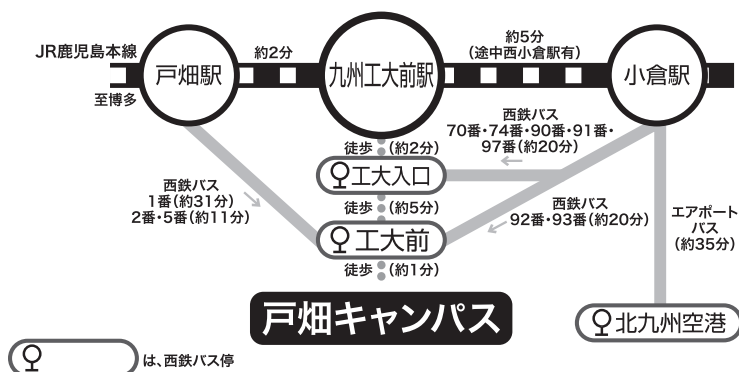 JR鹿児島本線
至博多
戸畑駅
約2分
九州工大前駅
約5分
(途中西小倉駅有)
小倉駅
徒歩(約2分)
西鉄バス
70番・74番・90番・91番・
97番(約20分)
工大入口
西鉄バス
1番(約31分)
2番・5番(約11分)
徒歩(約5分)
西鉄バス
92番・93番(約20分)
エアポート
バス
(約35分)
工大前
徒歩(約1分)
戸畑キャンパス
北九州空港
は、西鉄バス停